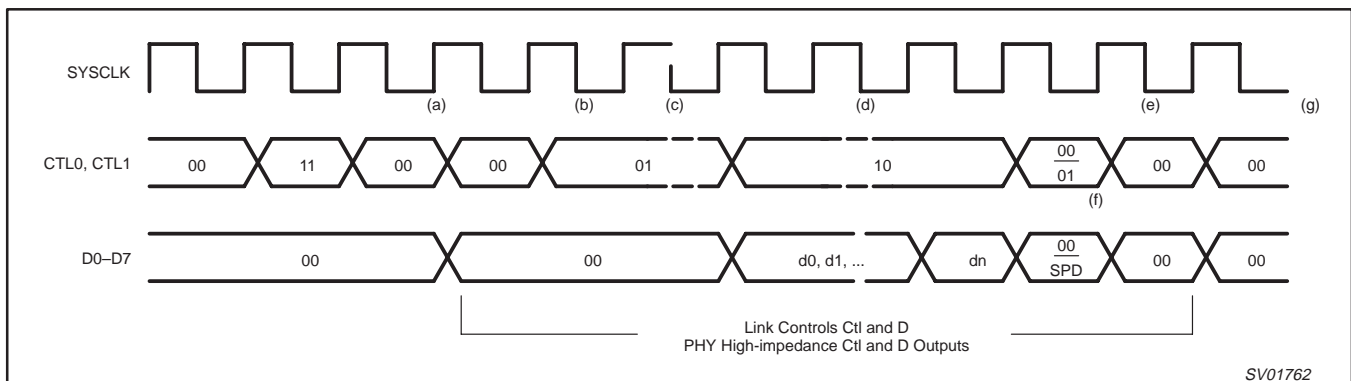 SYSCLK
(a) (b) (c) (d) (e) (g)
CTL0, CTL1 00 11 00 00 01 10 00 00 00
01
(f)
D0–D7 00 00 d0, d1, ... dn 00 00 00
SPD
Link Controls Ctl and D
PHY High-impedance Ctl and D Outputs
SV01762